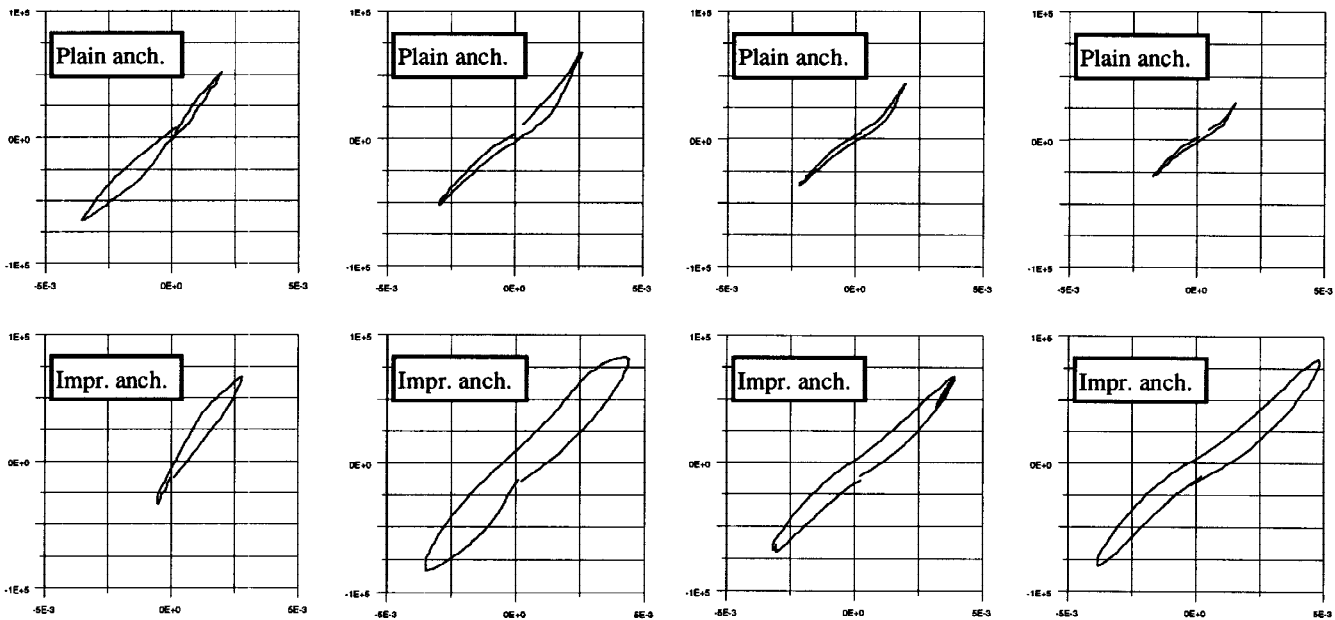 1E+5 1E+5 1E+5 1E+5
Plain anch. Plain anch. Plain anch. Plain anch.
0E+0 0E+0 0E+0 0E+0
-1E+5 -1E+5 -1E+5 -1E+5
-5E-3 0E+0 5E-3 -5E-3 0E+0 5E-3 -5E-3 0E+0 5E-3 -5E-3 0E+0 5E-3
1E+5 1E+5 1E+5 1E+5
Impr. anch. Impr. anch. Impr. anch. Impr. anch.
0E+0 0E+0 0E+0 0E+0
-1E+5 -1E+5 -1E+5 -1E+5
-5E-3 0E+0 5E-3 -5E-3 0E+0 5E-3 -5E-3 0E+0 5E-3 -5E-3 0E+0 5E-3